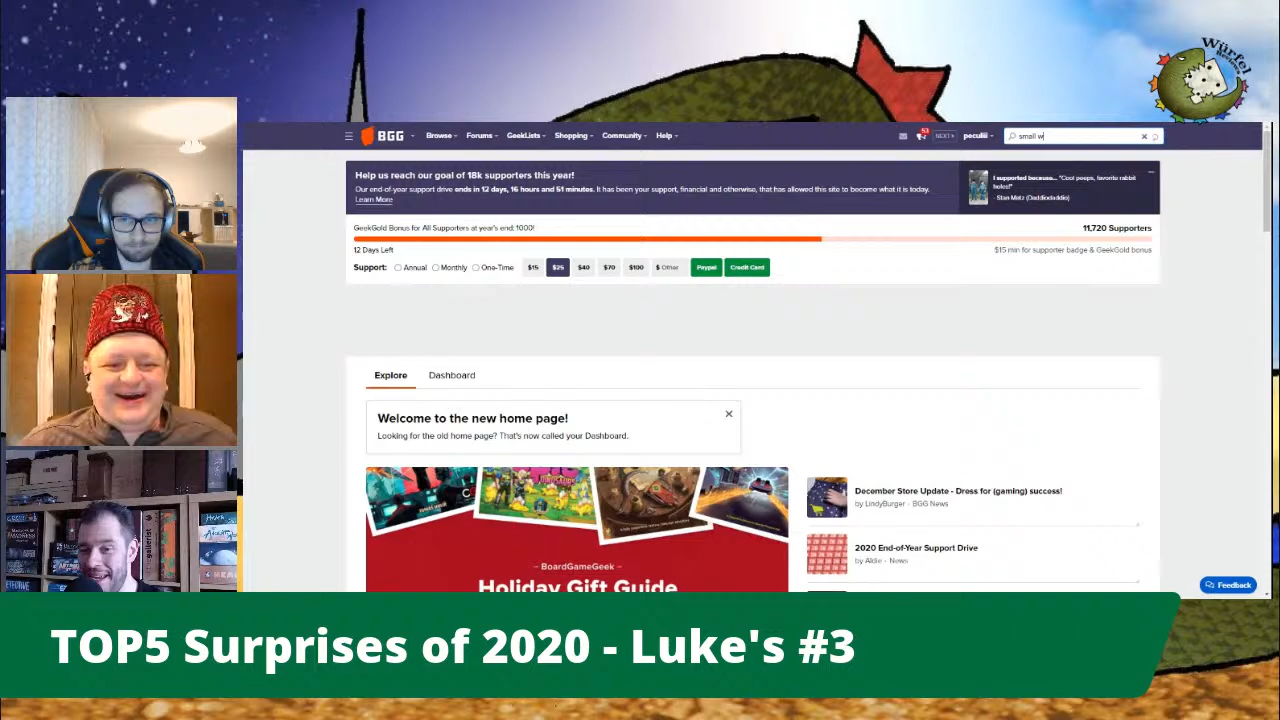 Würfel
BGG
Browse
Forums
GeekLists
Shopping
Community
Help
53
NEXT
peculiii
small w
Help us reach our goal of 18k supporters this year!
Our end-of-year support drive ends in 12 days, 16 hours and 51 minutes. It has been your support, financial and otherwise, that has allowed this site to become what it is today.
Learn More
I supported because... "Cool peeps, favorite rabbit
holes!"
- Stan Metz (Daddiodaddio)
GeekGold Bonus for All Supporters at year's end: 1000!
11,720 Supporters
12 Days Left
$15 min for supporter badge & GeekGold bonus
Support: Annual Monthly One-Time $15 $25 $40 $70 $100 $ Other Paypal Credit Card
Explore Dashboard
Welcome to the new home page!
Looking for the old home page? That's now called your Dashboard.
December Store Update - Dress for (gaming) success!
by LindyBurger - BGG News
2020 End-of-Year Support Drive
by Aldie - News
– BoardGameGeek –
Holiday Gift Guide
Feedback
TOP5 Surprises of 2020 - Luke's #3